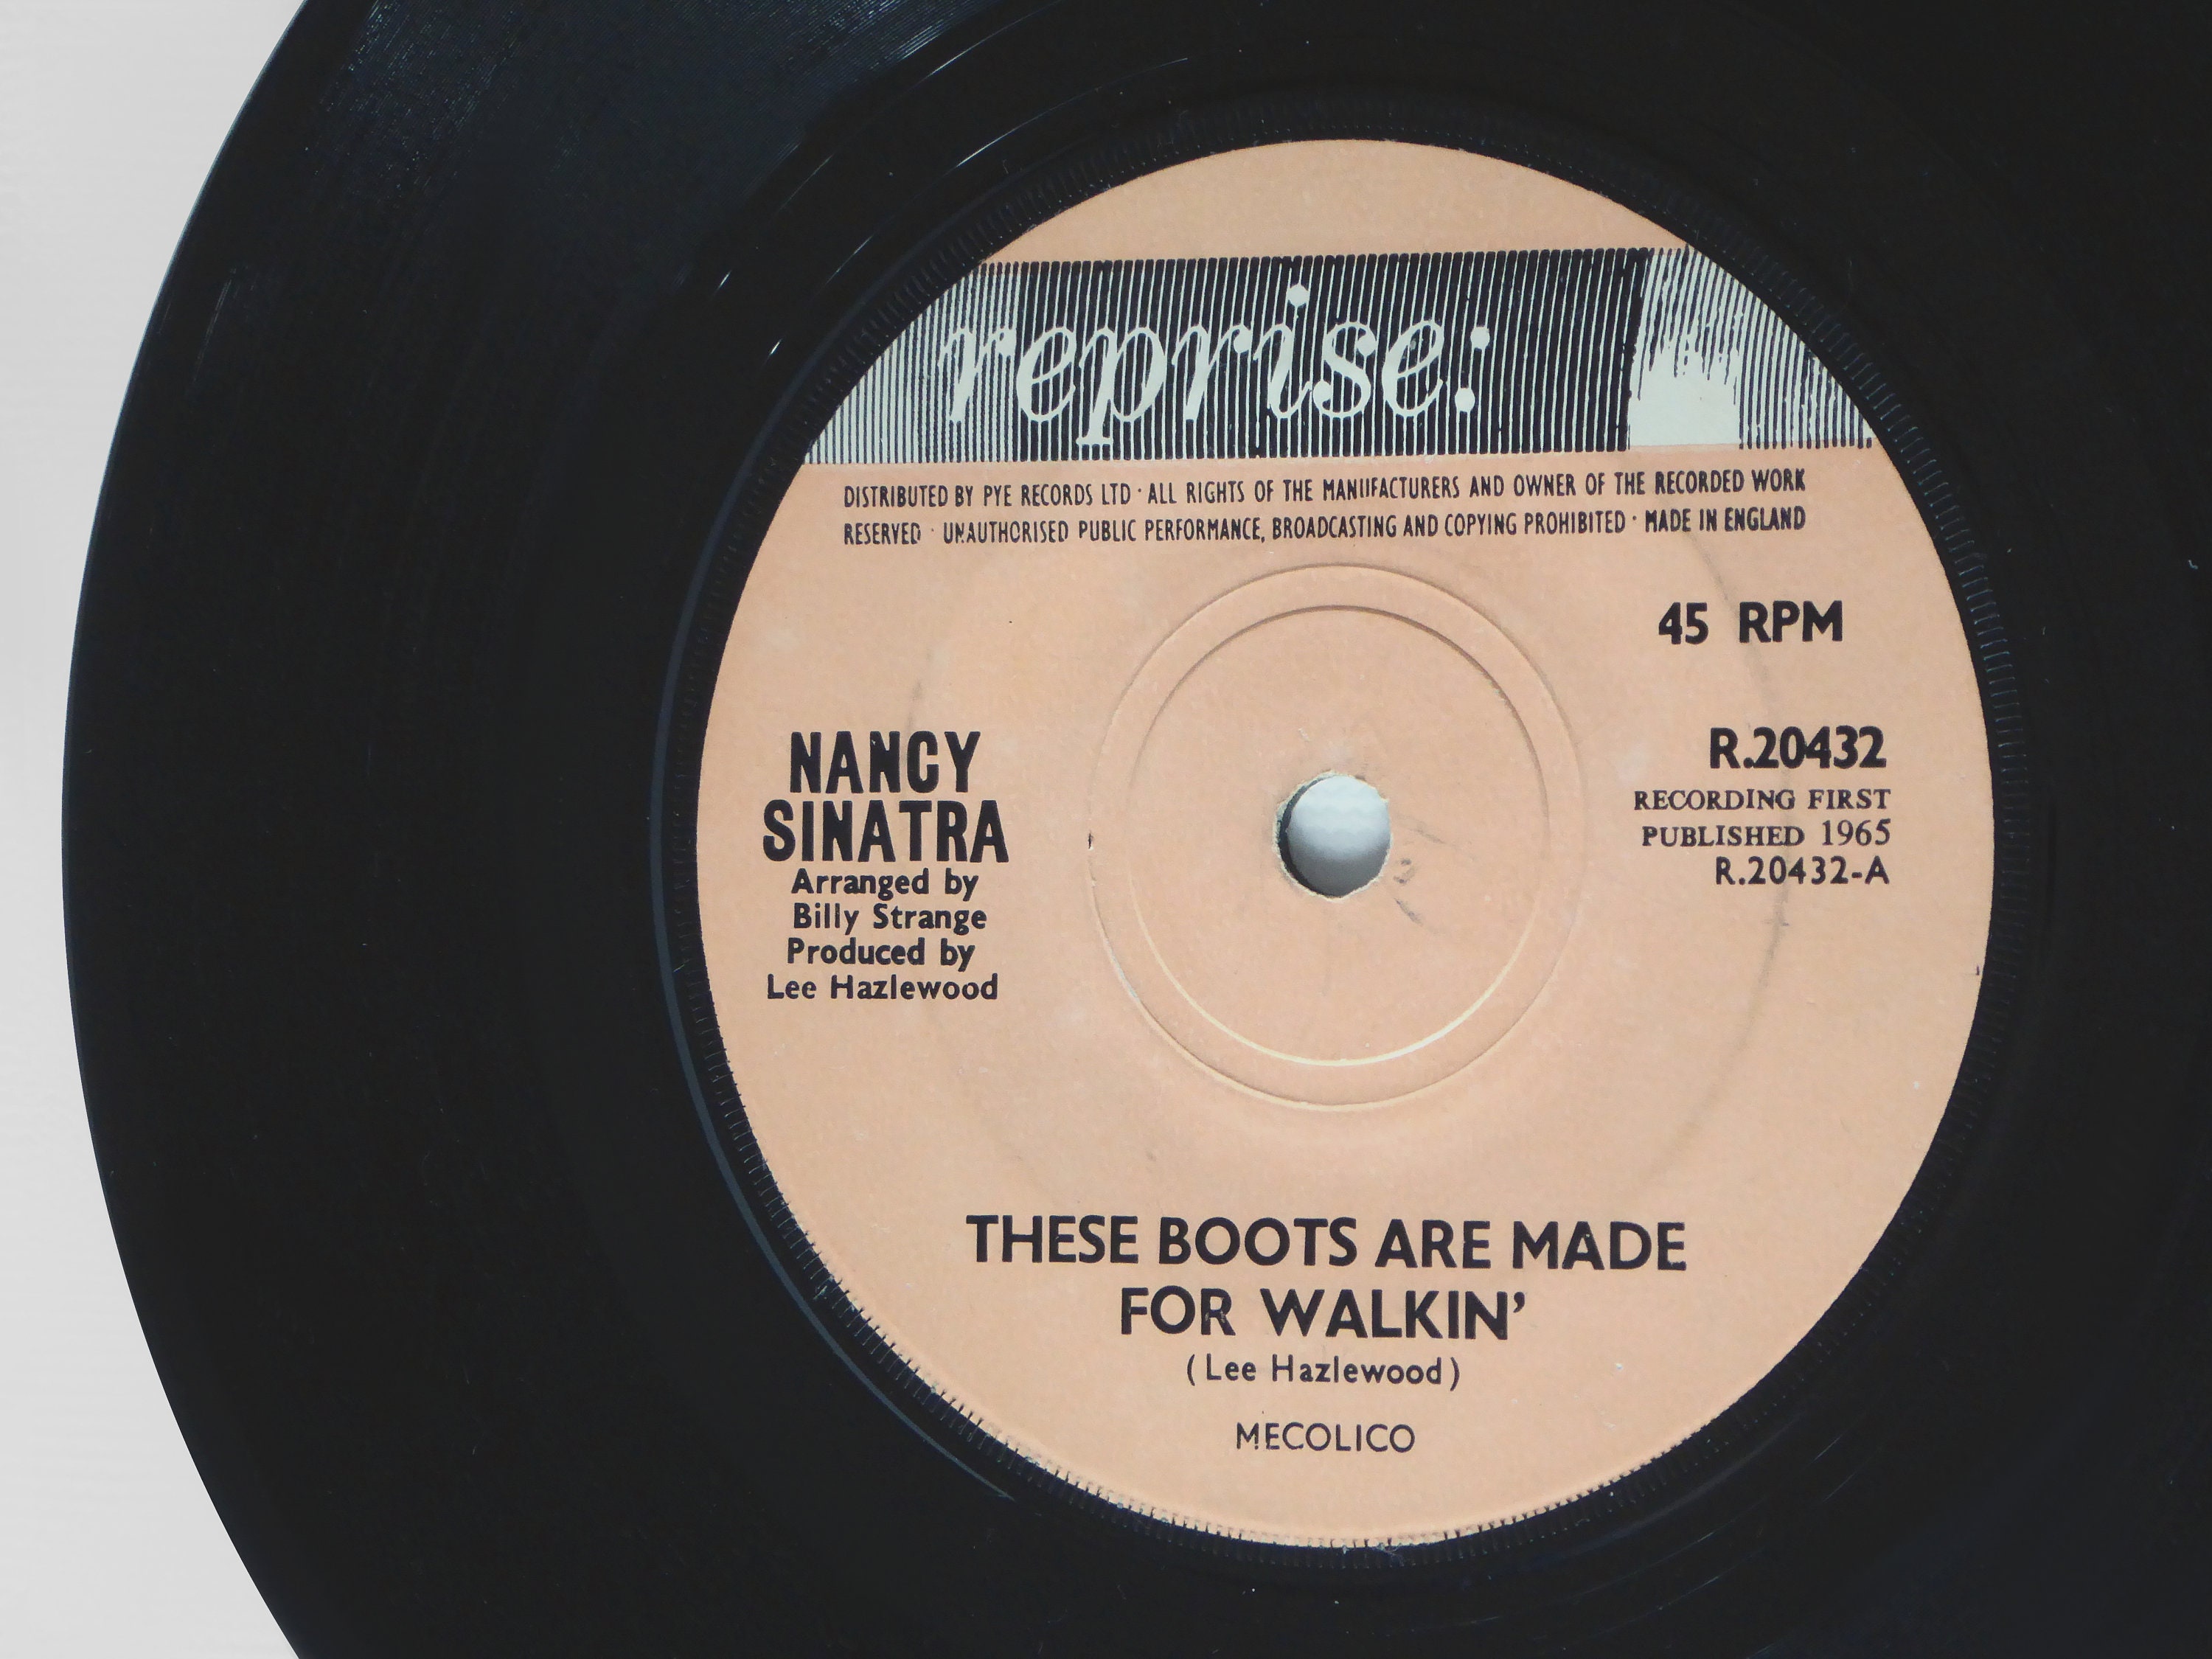 reprise:
DISTRIBUTED BY PYE RECORDS LTD · ALL RIGHTS OF THE MANUFACTURERS AND OWNER OF THE RECORDED WORK
RESERVED · UNAUTHORISED PUBLIC PERFORMANCE, BROADCASTING AND COPYING PROHIBITED · MADE IN ENGLAND
45 RPM
NANCY
SINATRA
Arranged by
Billy Strange
Produced by
Lee Hazlewood
R.20432
RECORDING FIRST
PUBLISHED 1965
R.20432-A
THESE BOOTS ARE MADE
FOR WALKIN’
(Lee Hazlewood)
MECOLICO